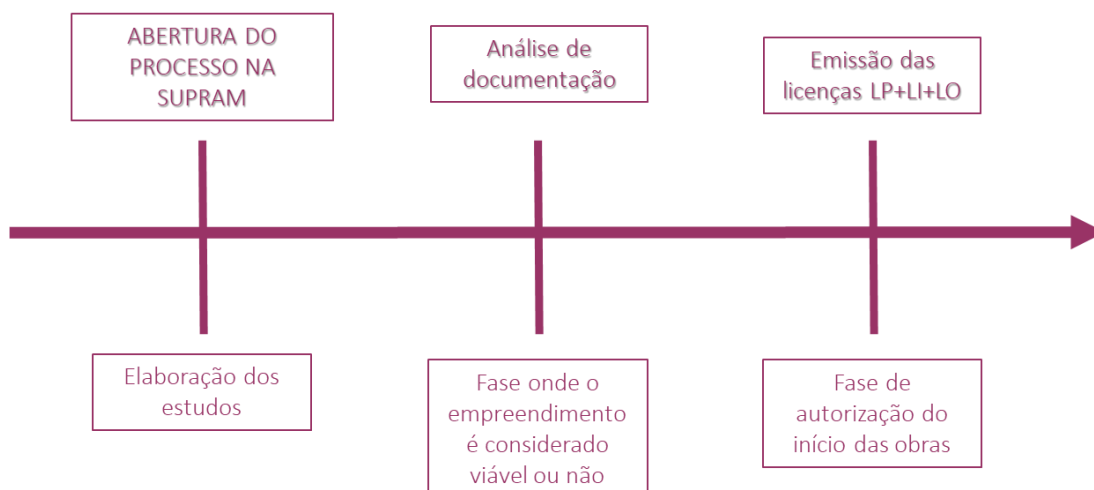 ABERTURA DO
PROCESSO NA
SUPRAM
Análise de
documentação
Emissão das
licenças LP+LI+LO
Elaboração dos
estudos
Fase onde o
empreendimento
é considerado
viável ou não
Fase de
autorização do
início das obras